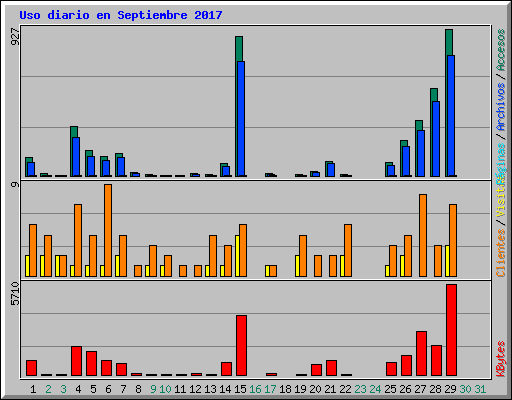 Uso diario en Septiembre 2017
927
9
5710
Accesos / Archivos / Páginas
Clientes / Visitas
KBytes
1 2 3 4 5 6 7 8 9 10 11 12 13 14 15 16 17 18 19 20 21 22 23 24 25 26 27 28 29 30 31